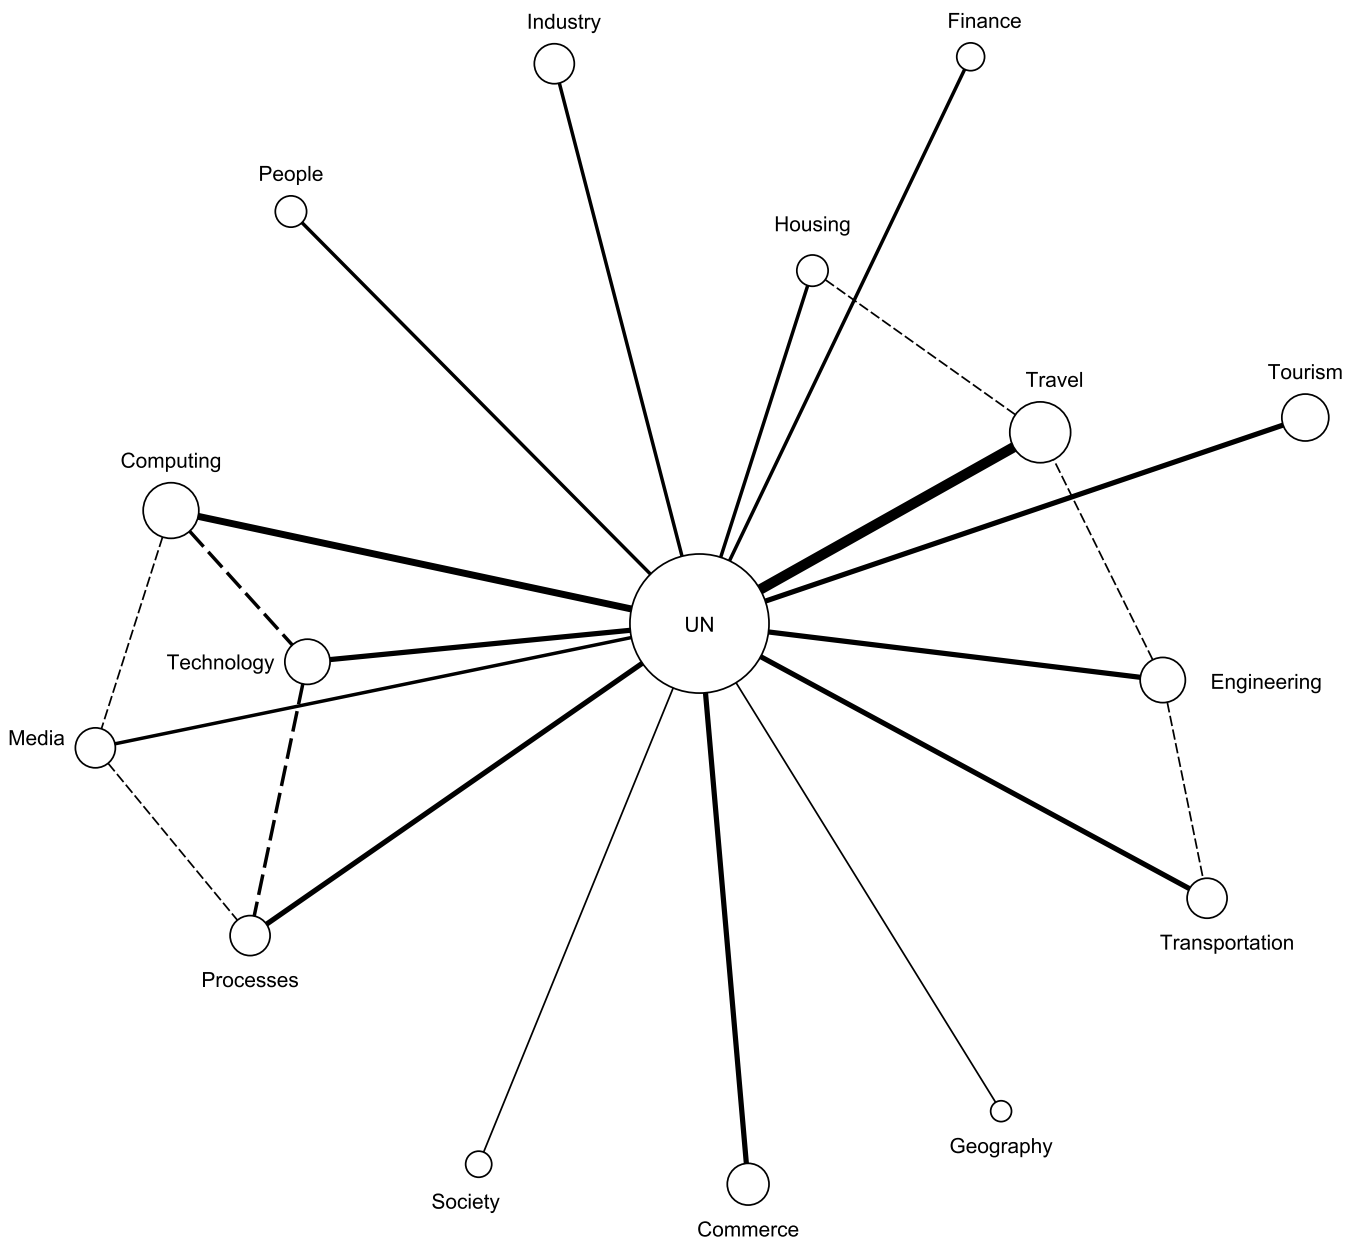 Industry
Finance
People
Housing
Tourism
Travel
Computing
UN
Technology
Engineering
Media
Transportation
Processes
Geography
Society
Commerce